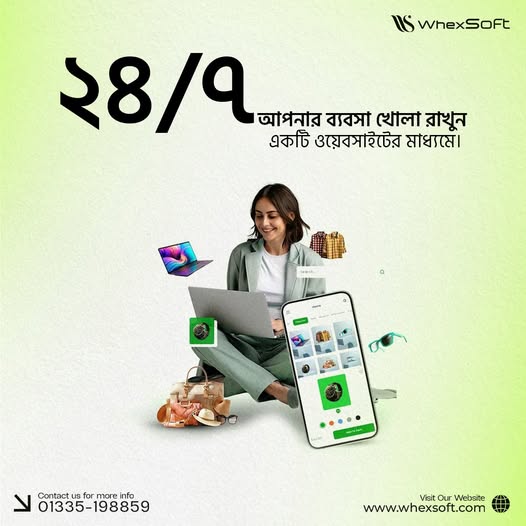 WhexSoft
২৪/৭
আপনার ব্যবসা খোলা রাখুন
একটি ওয়েবসাইটের মাধ্যমে।
Search...
Contact us for more info
01335-198859
Visit Our Website
www.whexsoft.com